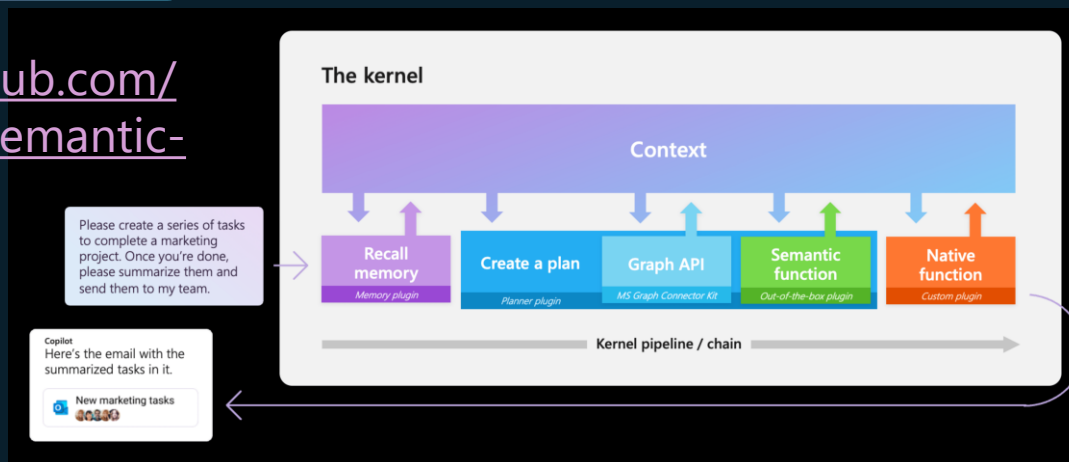 ub.com/
emantic-
The kernel
Context
Please create a series of tasks
to complete a marketing
project. Once you're done,
please summarize them and
send them to my team.
Recall
memory
Memory plugin
Create a plan
Planner plugin
Graph API
MS Graph Connector Kit
Semantic
function
Out-of-the-box plugin
Native
function
Custom plugin
Kernel pipeline / chain
Copilot
Here's the email with the
summarized tasks in it.
New marketing tasks